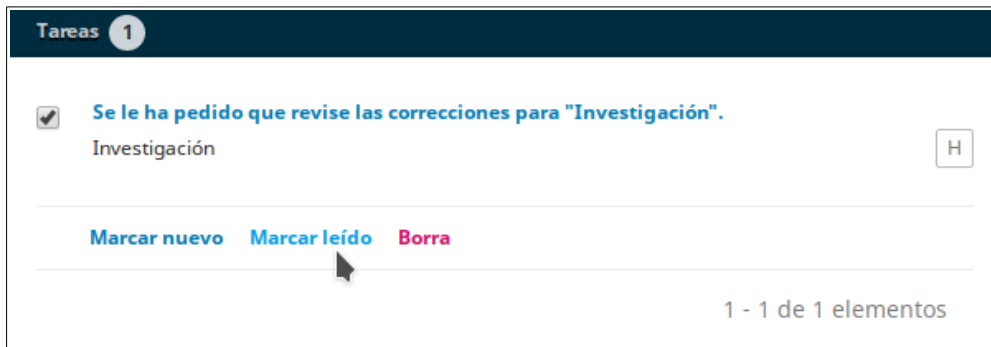 Tareas 1
Se le ha pedido que revise las correcciones para "Investigación".
Investigación
H
Marcar nuevo Marcar leído Borra
1 - 1 de 1 elementos